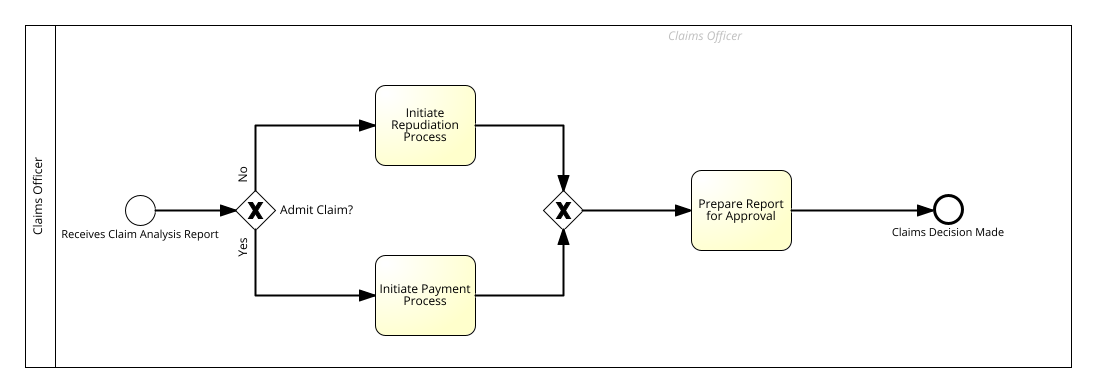 Claims Officer
Claims Officer
Initiate
Repudiation
Process
No
Admit Claim?
Receives Claim Analysis Report
Yes
Prepare Report
for Approval
Claims Decision Made
Initiate Payment
Process